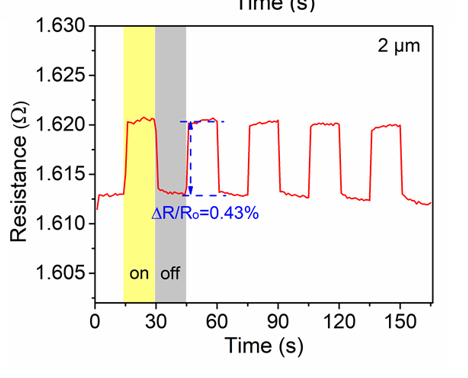 Time (s)
1.630
2 μm
1.625
1.620
1.615
1.610
1.605
Resistance (Ω)
ΔR/R₀=0.43%
on off
0 30 60 90 120 150
Time (s)